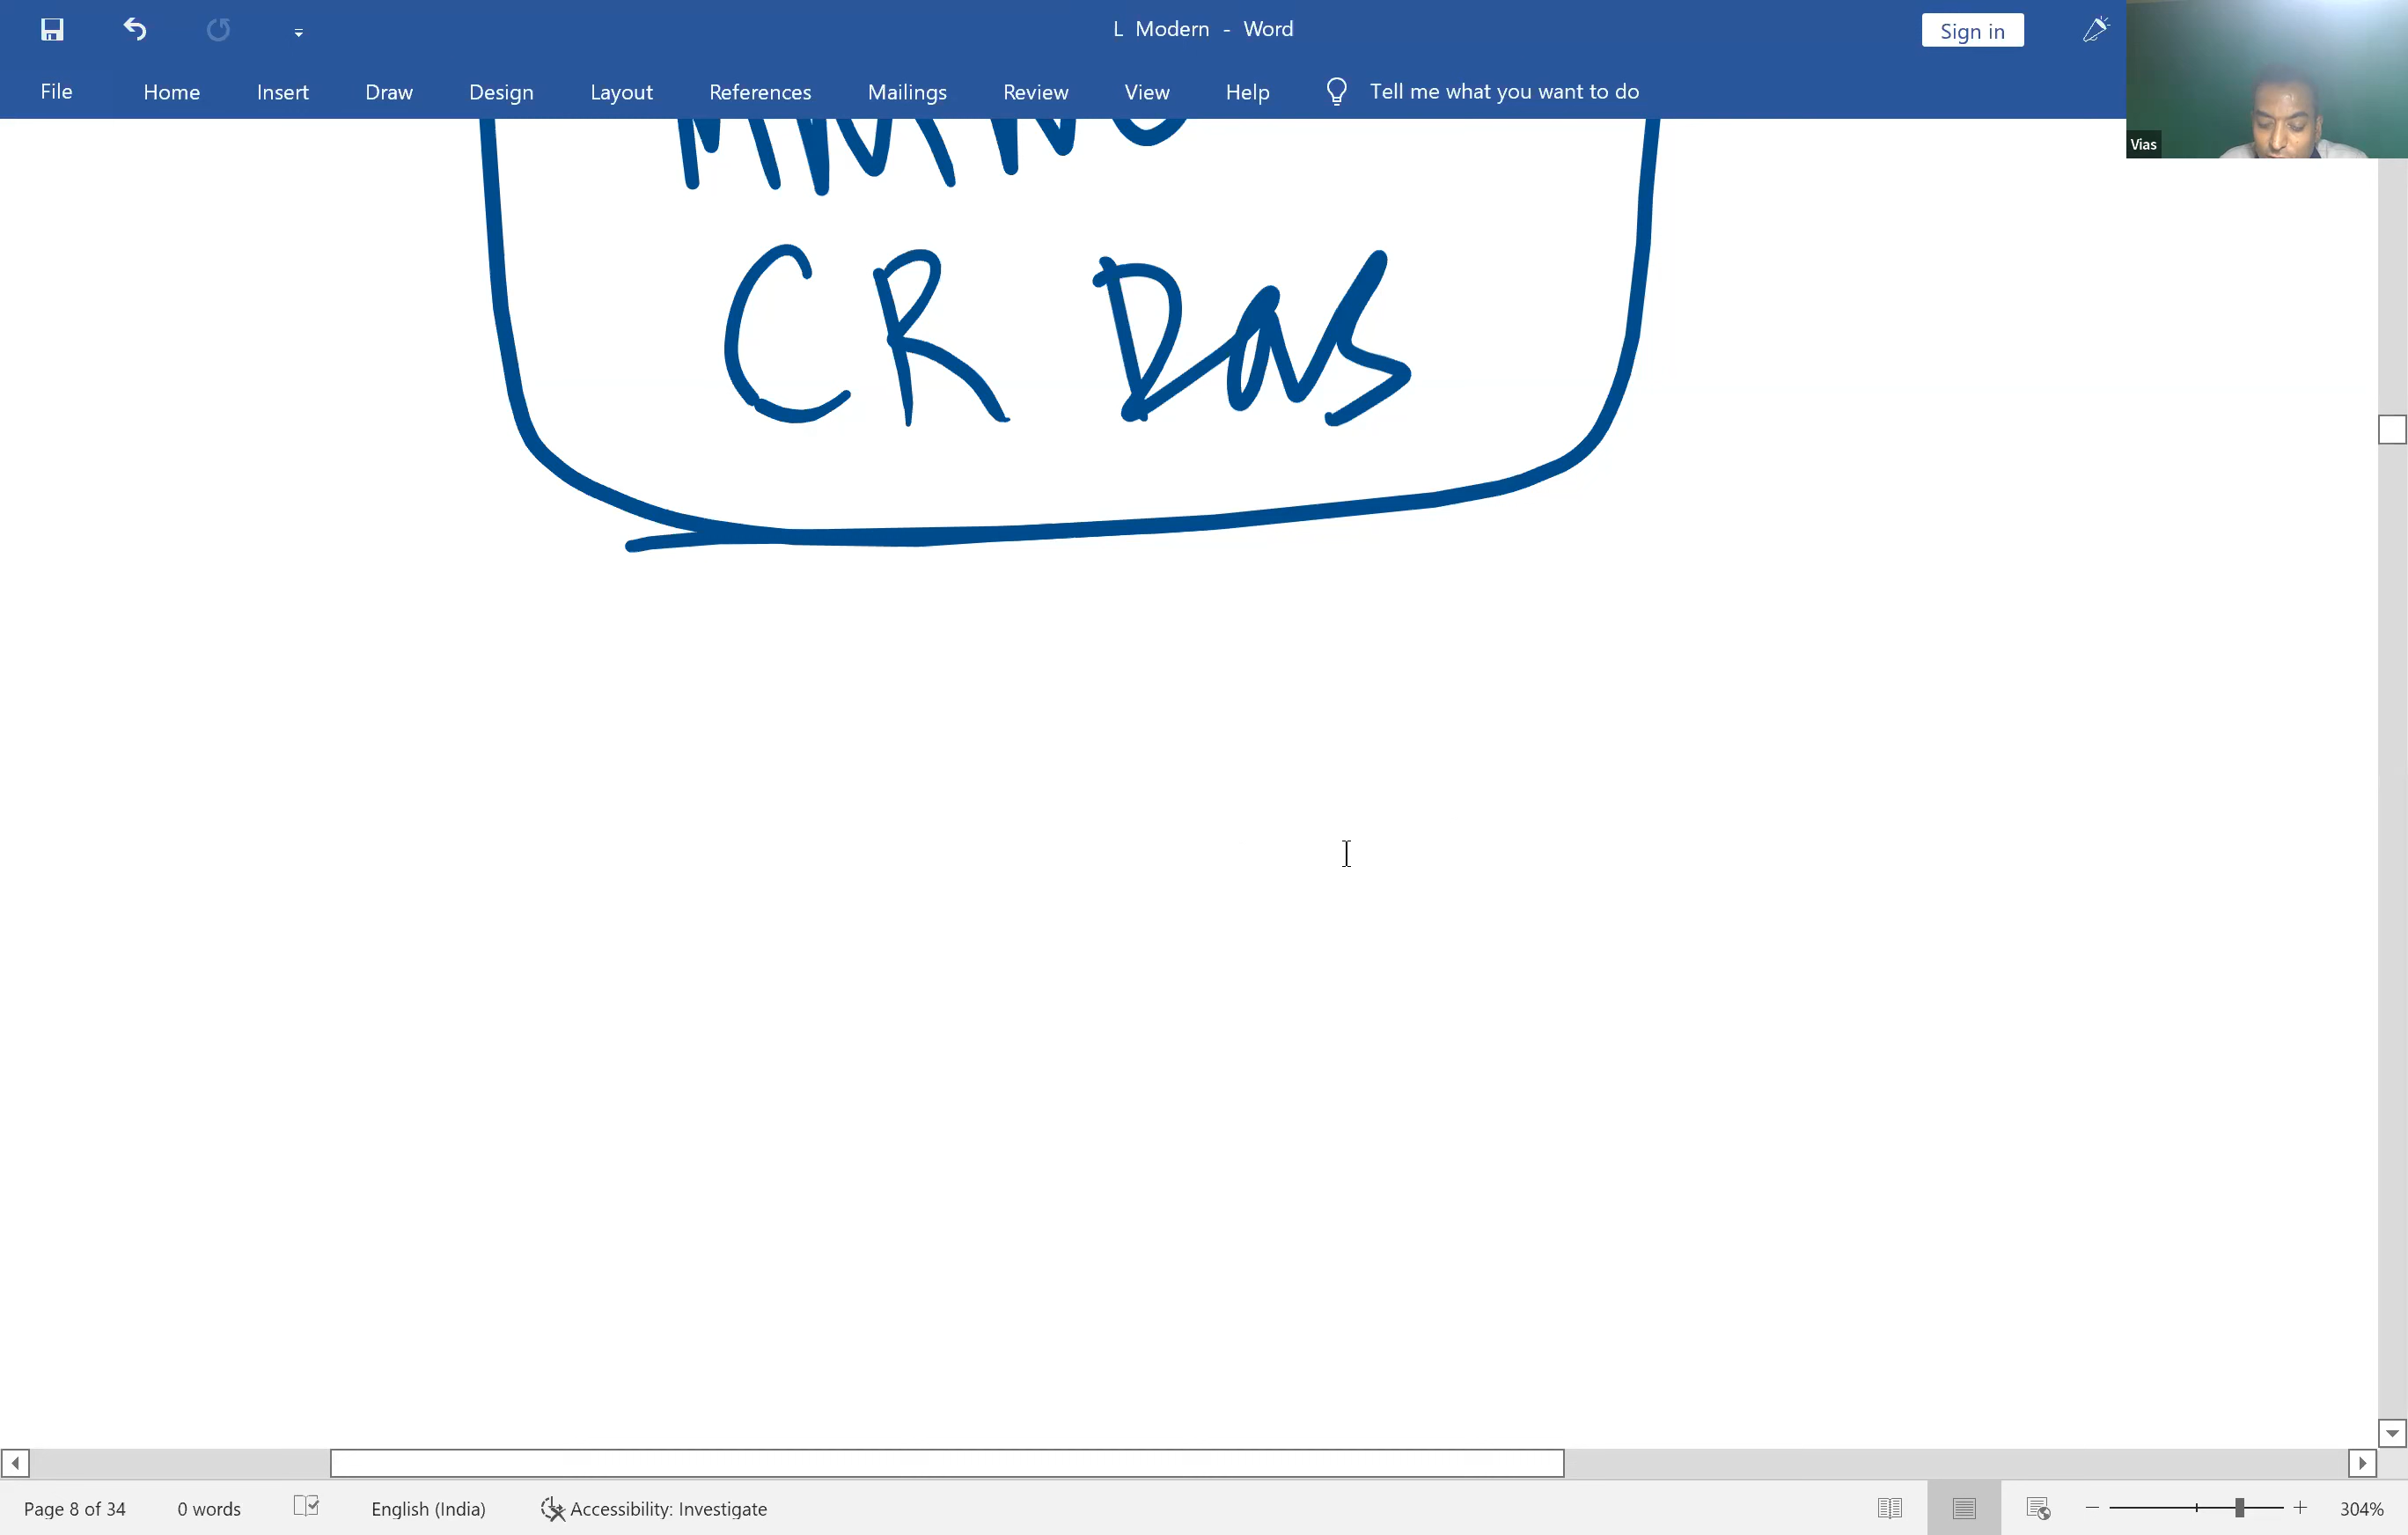 L Modern - Word
Sign in
File Home Insert Draw Design Layout References Mailings Review View Help Tell me what you want to do
Vias
CR Das
Page 8 of 34 0 words English (India) Accessibility: Investigate 304%